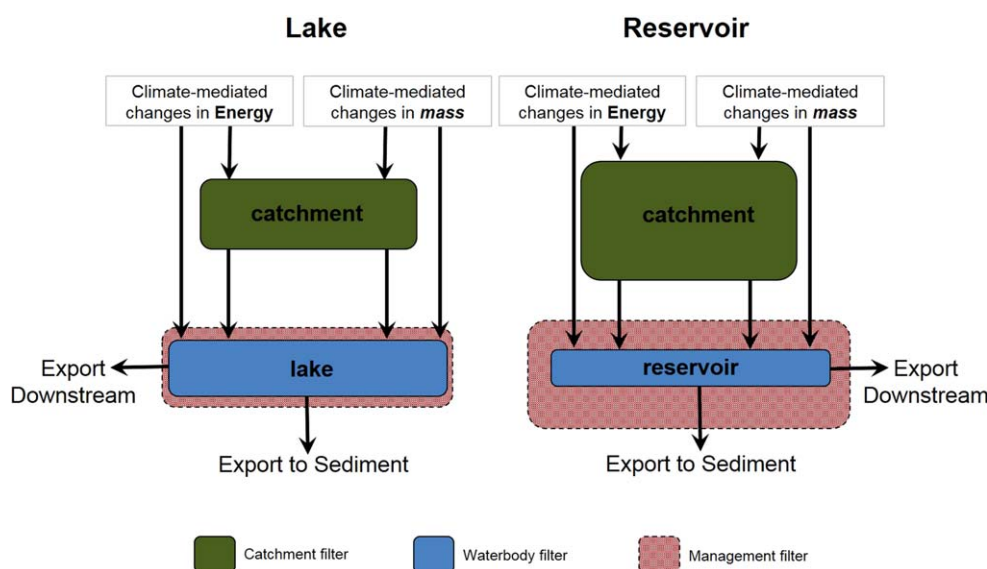 Lake
Reservoir
Climate-mediated
changes in Energy
Climate-mediated
changes in mass
Climate-mediated
changes in Energy
Climate-mediated
changes in mass
catchment
catchment
lake
reservoir
Export
Downstream
Export
Downstream
Export to Sediment
Export to Sediment
Catchment filter
Waterbody filter
Management filter